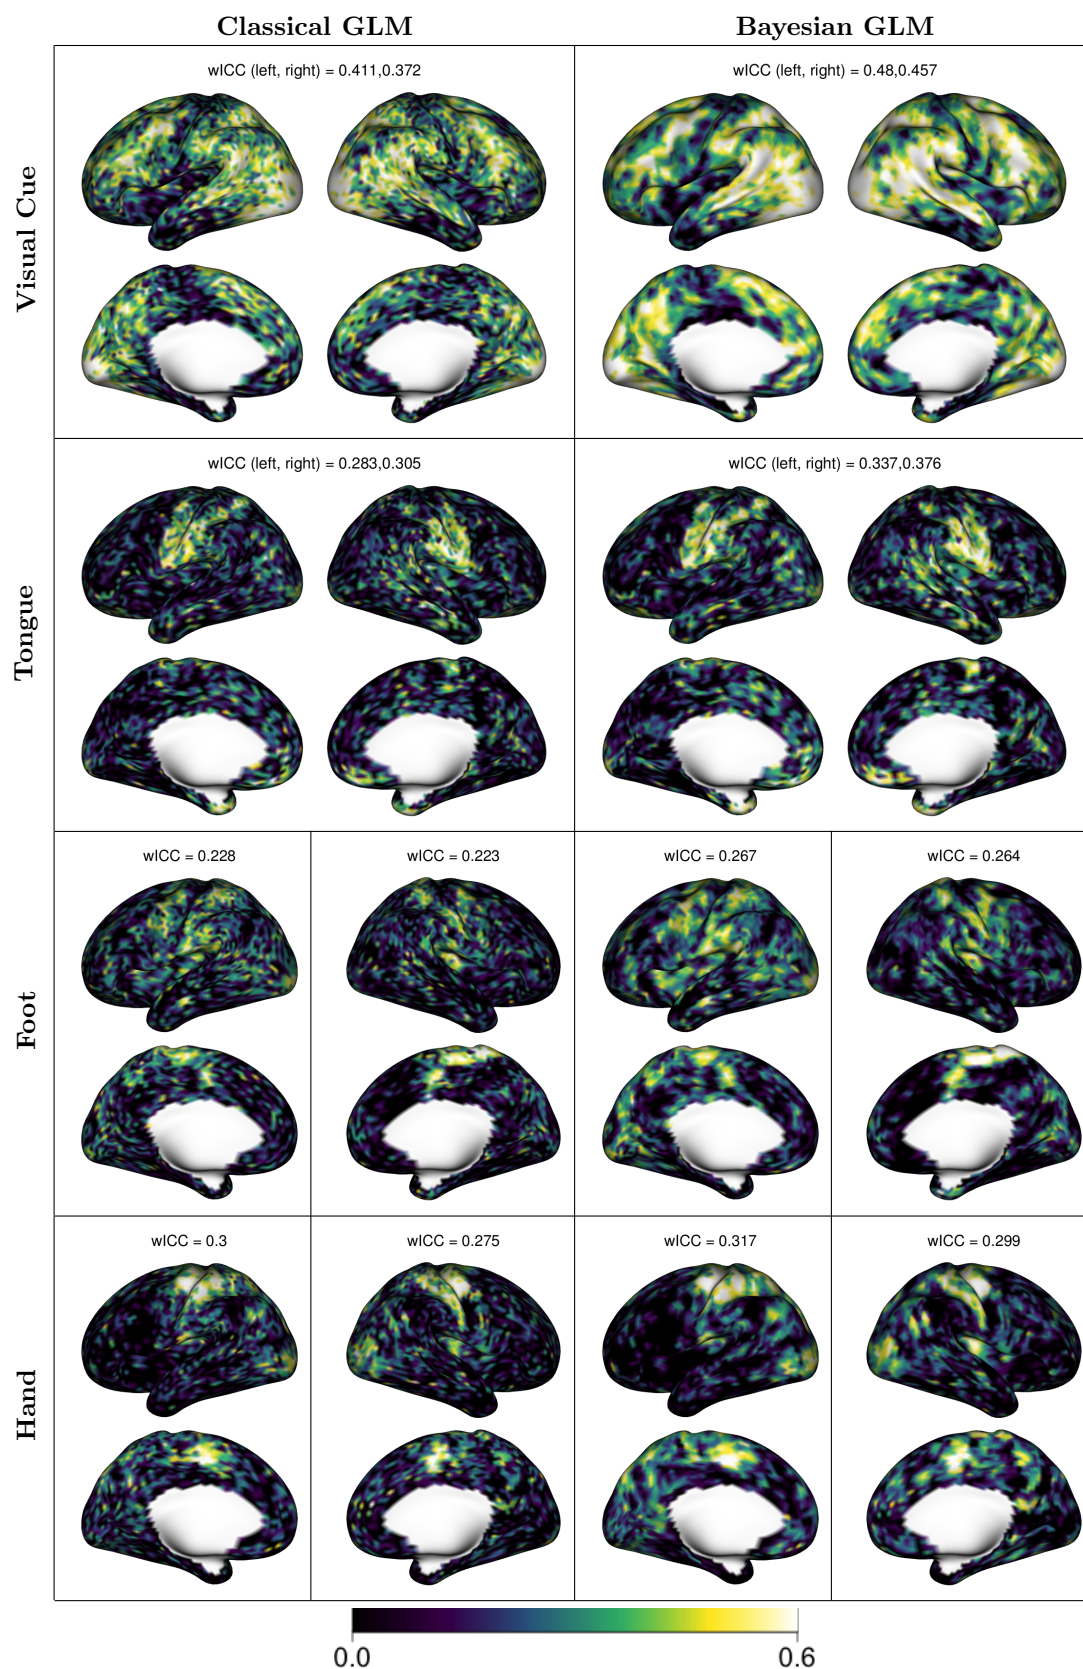 Classical GLM
Bayesian GLM
Visual Cue
wICC (left, right) = 0.411,0.372
wICC (left, right) = 0.48,0.457
Tongue
wICC (left, right) = 0.283,0.305
wICC (left, right) = 0.337,0.376
Foot
wICC = 0.228
wICC = 0.223
wICC = 0.267
wICC = 0.264
Hand
wICC = 0.3
wICC = 0.275
wICC = 0.317
wICC = 0.299
0.0
0.6